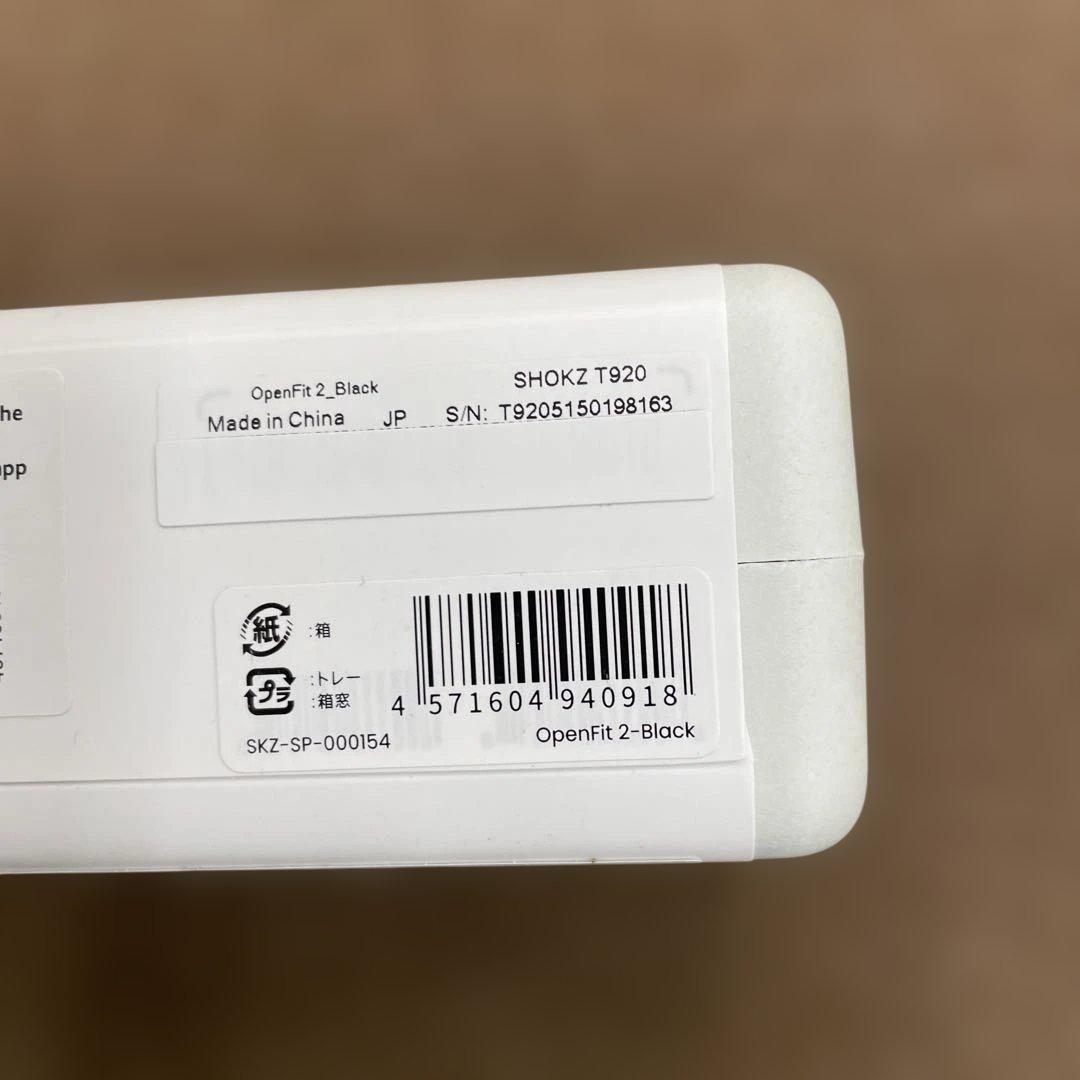 he
app
OpenFit 2_Black
SHOKZ T920
Made in China JP S/N: T9205150198163
紙 :箱
プラ :トレー
:箱窓
4 571604 940918
SKZ-SP-000154
OpenFit 2-Black